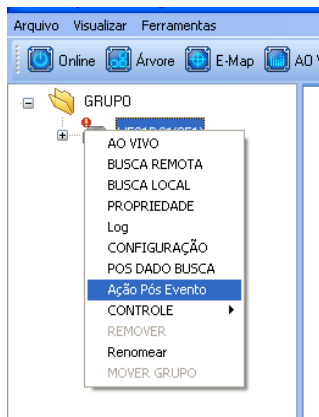 Arquivo Visualizar Ferramentas
Online Árvore E-Map AO
GRUPO
AO VIVO
BUSCA REMOTA
BUSCA LOCAL
PROPRIEDADE
Log
CONFIGURAÇÃO
POS DADO BUSCA
Ação Pós Evento
CONTROLE
REMOVER
Renomear
MOVER GRUPO